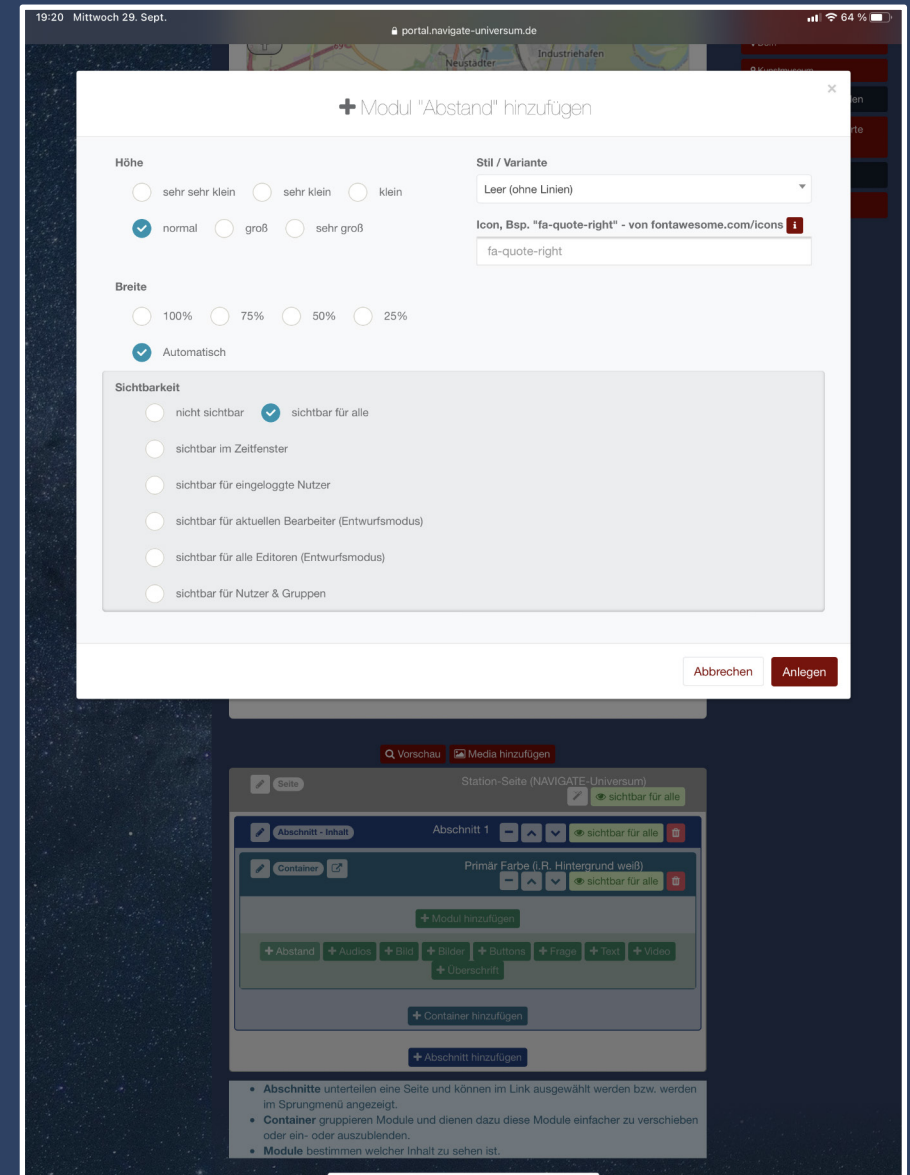 19:20 Mittwoch 29. Sept.
64 %
portal.navigate-universum.de
Neustädter
Industriehafen
Kunstmuseum
+ Modul "Abstand" hinzufügen
×
Höhe
sehr sehr klein sehr klein klein
normal groß sehr groß
Stil / Variante
Leer (ohne Linien)
Icon, Bsp. "fa-quote-right" - von fontawesome.com/icons i
fa-quote-right
Breite
100% 75% 50% 25%
Automatisch
Sichtbarkeit
nicht sichtbar sichtbar für alle
sichtbar im Zeitfenster
sichtbar für eingeloggte Nutzer
sichtbar für aktuellen Bearbeiter (Entwurfsmodus)
sichtbar für alle Editoren (Entwurfsmodus)
sichtbar für Nutzer & Gruppen
Abbrechen Anlegen
Vorschau Media hinzufügen
Seite Station-Seite (NAVIGATE-Universum)
sichtbar für alle
Abschnitt - Inhalt Abschnitt 1 sichtbar für alle
Container Primär Farbe (i.R. Hintergrund weiß)
sichtbar für alle
+ Modul hinzufügen
+ Abstand + Audios + Bild + Bilder + Buttons + Frage + Text + Video
+ Überschrift
+ Container hinzufügen
+ Abschnitt hinzufügen
• Abschnitte unterteilen eine Seite und können im Link ausgewählt werden bzw. werden
im Sprungmenü angezeigt.
• Container gruppieren Module und dienen dazu diese Module einfacher zu verschieben
oder ein- oder auszublenden.
• Module bestimmen welcher Inhalt zu sehen ist.